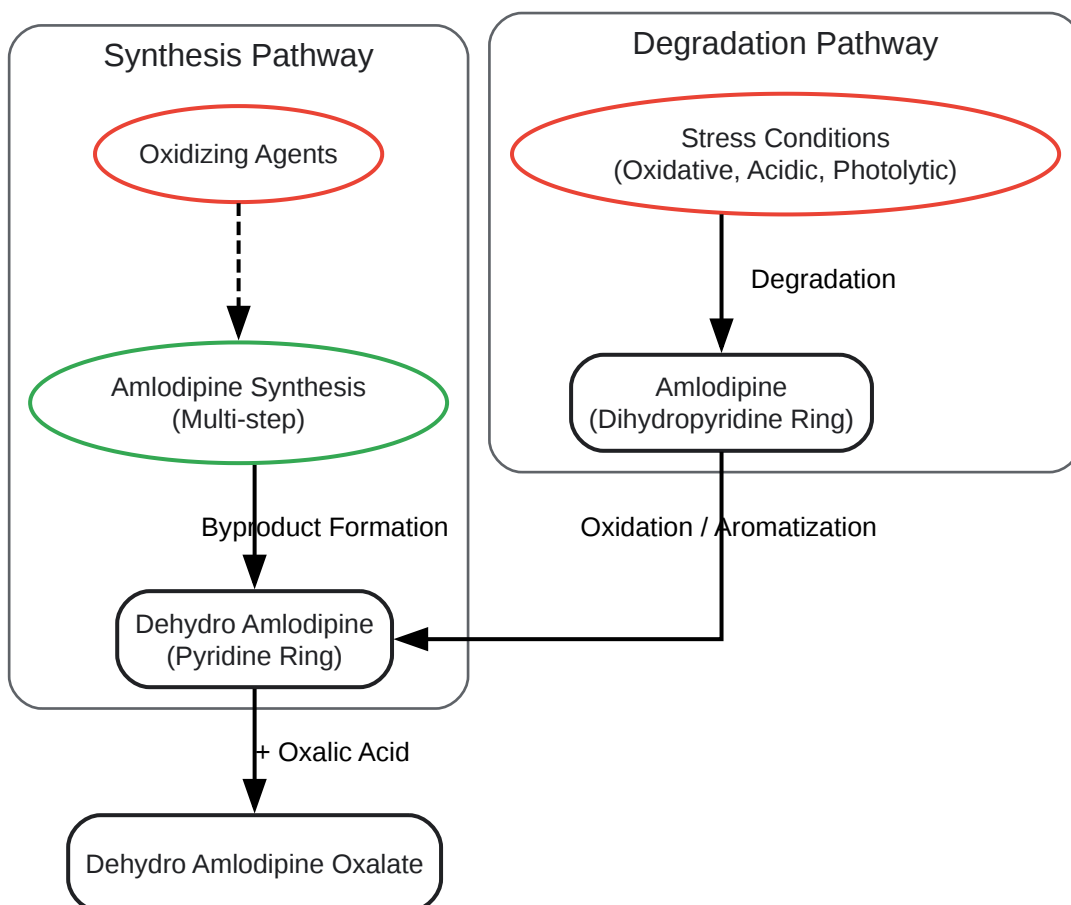 Synthesis Pathway
Oxidizing Agents
Amlodipine Synthesis
(Multi-step)
Byproduct Formation
Dehydro Amlodipine
(Pyridine Ring)
+ Oxalic Acid
Dehydro Amlodipine Oxalate
Degradation Pathway
Stress Conditions
(Oxidative, Acidic, Photolytic)
Degradation
Amlodipine
(Dihydropyridine Ring)
Oxidation / Aromatization